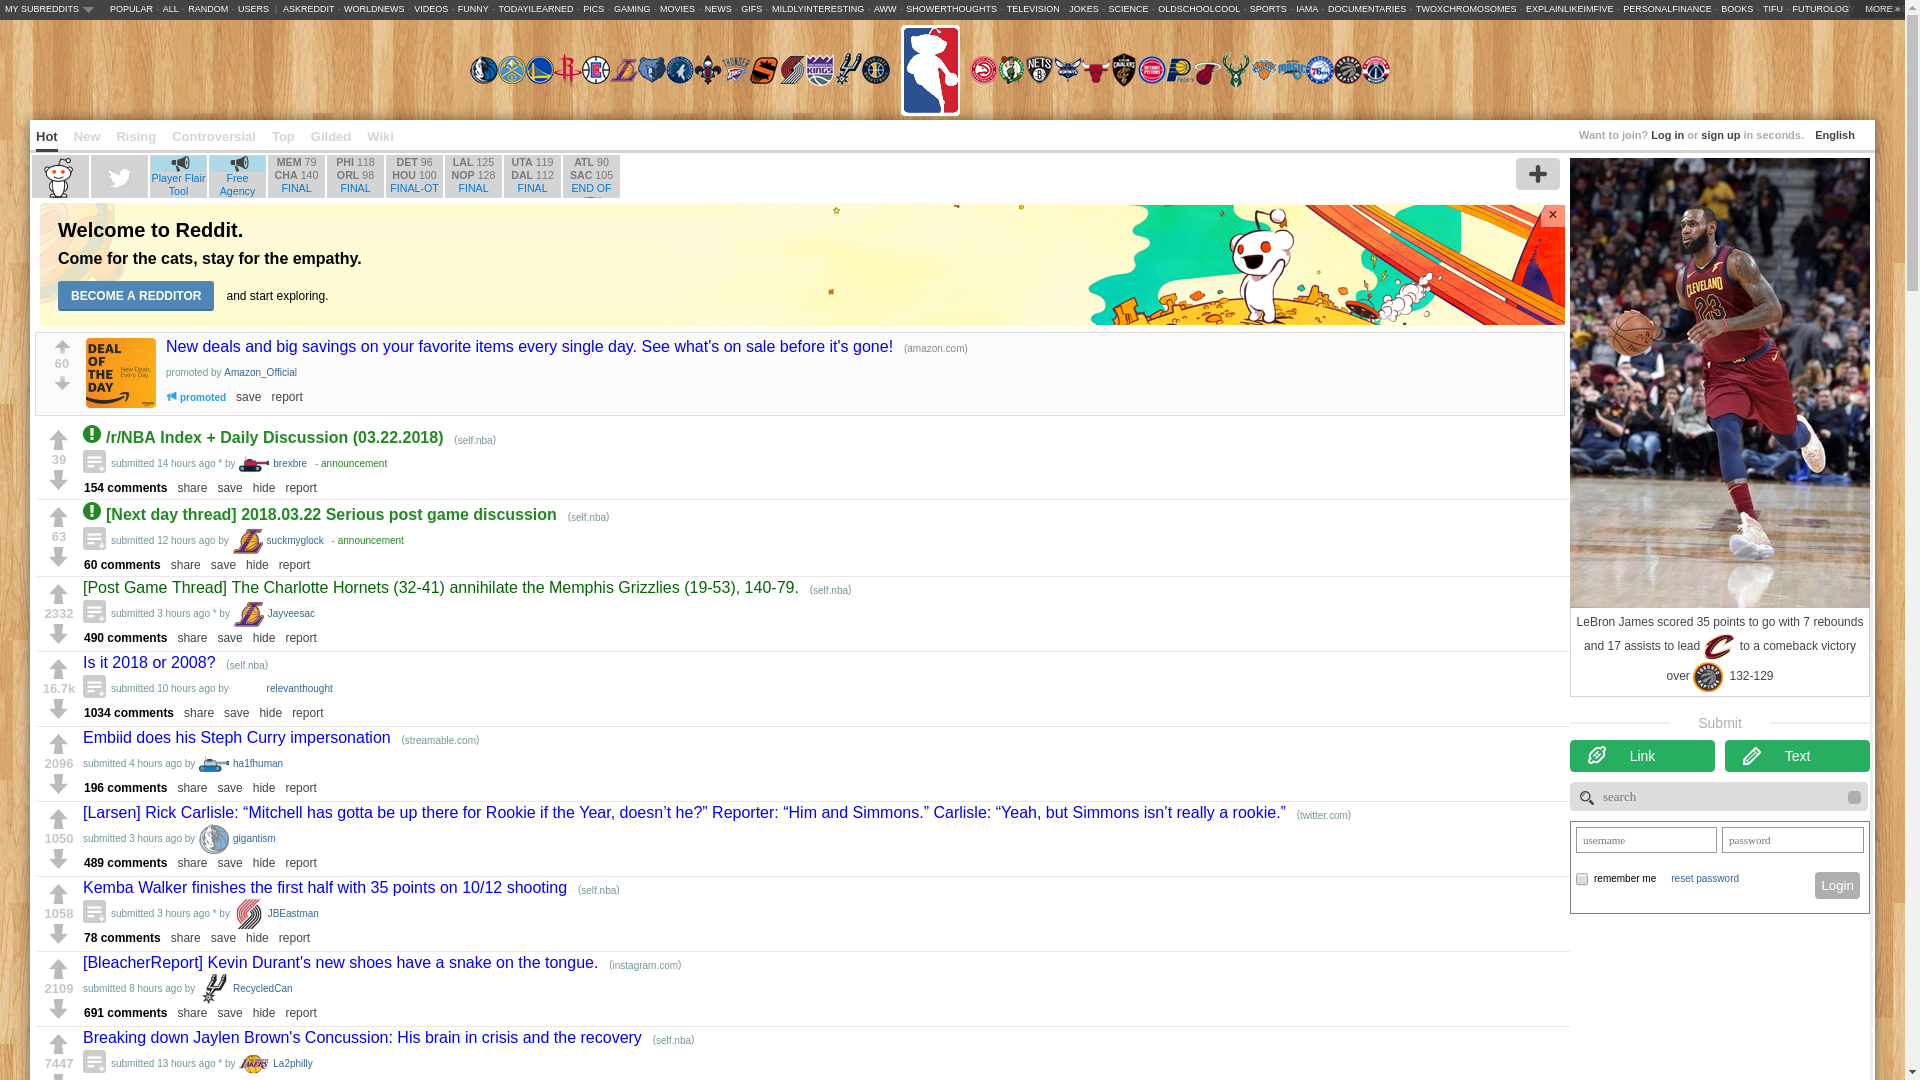 MY SUBREDDITS POPULAR - ALL - RANDOM - USERS | ASKREDDIT - WORLDNEWS - VIDEOS - FUNNY - TODAYILEARNED - PICS - GAMING - MOVIES - NEWS - GIFS - MILDLYINTERESTING - AWW - SHOWERTHOUGHTS - TELEVISION - JOKES - SCIENCE - OLDSCHOOLCOOL - SPORTS - IAMA - DOCUMENTARIES - TWOXCHROMOSOMES - EXPLAINLIKEIMFIVE - PERSONALFINANCE - BOOKS - TIFU - FUTUROLOGY MORE »
Hot New Rising Controversial Top Gilded Wiki
Want to join? Log in or sign up in seconds. English
Player Flair Tool
Free Agency
MEM 79
CHA 140
FINAL
PHI 118
ORL 98
FINAL
DET 96
HOU 100
FINAL-OT
LAL 125
NOP 128
FINAL
UTA 119
DAL 112
FINAL
ATL 90
SAC 105
END OF
Welcome to Reddit.
Come for the cats, stay for the empathy.
BECOME A REDDITOR and start exploring.
×
60
DEAL OF THE DAY
New Deals. Every Day.
New deals and big savings on your favorite items every single day. See what's on sale before it's gone! (amazon.com)
promoted by Amazon_Official
promoted save report
39
/r/NBA Index + Daily Discussion (03.22.2018) (self.nba)
submitted 14 hours ago * by brexbre - announcement
154 comments share save hide report
63
[Next day thread] 2018.03.22 Serious post game discussion (self.nba)
submitted 12 hours ago by suckmyglock - announcement
60 comments share save hide report
2332
[Post Game Thread] The Charlotte Hornets (32-41) annihilate the Memphis Grizzlies (19-53), 140-79. (self.nba)
submitted 3 hours ago * by Jayveesac
490 comments share save hide report
16.7k
Is it 2018 or 2008? (self.nba)
submitted 10 hours ago by relevanthought
1034 comments share save hide report
2096
Embiid does his Steph Curry impersonation (streamable.com)
submitted 4 hours ago by ha1fhuman
196 comments share save hide report
1050
[Larsen] Rick Carlisle: “Mitchell has gotta be up there for Rookie if the Year, doesn’t he?” Reporter: “Him and Simmons.” Carlisle: “Yeah, but Simmons isn’t really a rookie.” (twitter.com)
submitted 3 hours ago by gigantism
489 comments share save hide report
1058
Kemba Walker finishes the first half with 35 points on 10/12 shooting (self.nba)
submitted 3 hours ago * by JBEastman
78 comments share save hide report
2109
[BleacherReport] Kevin Durant's new shoes have a snake on the tongue. (instagram.com)
submitted 8 hours ago by RecycledCan
691 comments share save hide report
7447
Breaking down Jaylen Brown's Concussion: His brain in crisis and the recovery (self.nba)
submitted 13 hours ago * by La2philly
CLEVELAND
23
LeBron James scored 35 points to go with 7 rebounds
and 17 assists to lead to a comeback victory
over 132-129
Submit
Link
Text
search
username
password
remember me reset password
Login